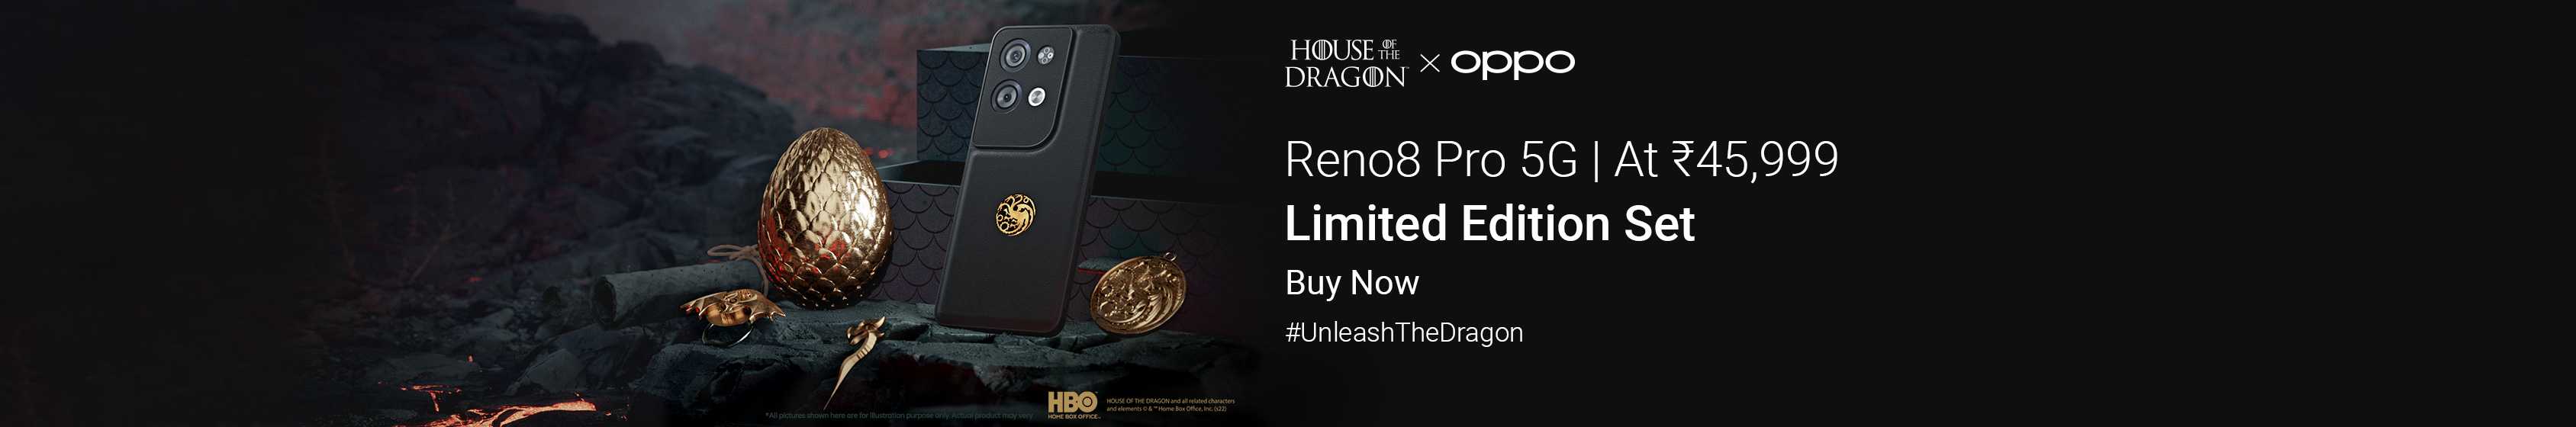 HOUSE OF THE
DRAGON
× oppo
Reno8 Pro 5G | At ₹45,999
Limited Edition Set
Buy Now
#UnleashTheDragon
*All pictures shown here are for illustration purpose only. Actual product may vary.
HBO
HOME BOX OFFICE
HOUSE OF THE DRAGON and all related characters
and elements © & ™ Home Box Office, Inc. (s22)